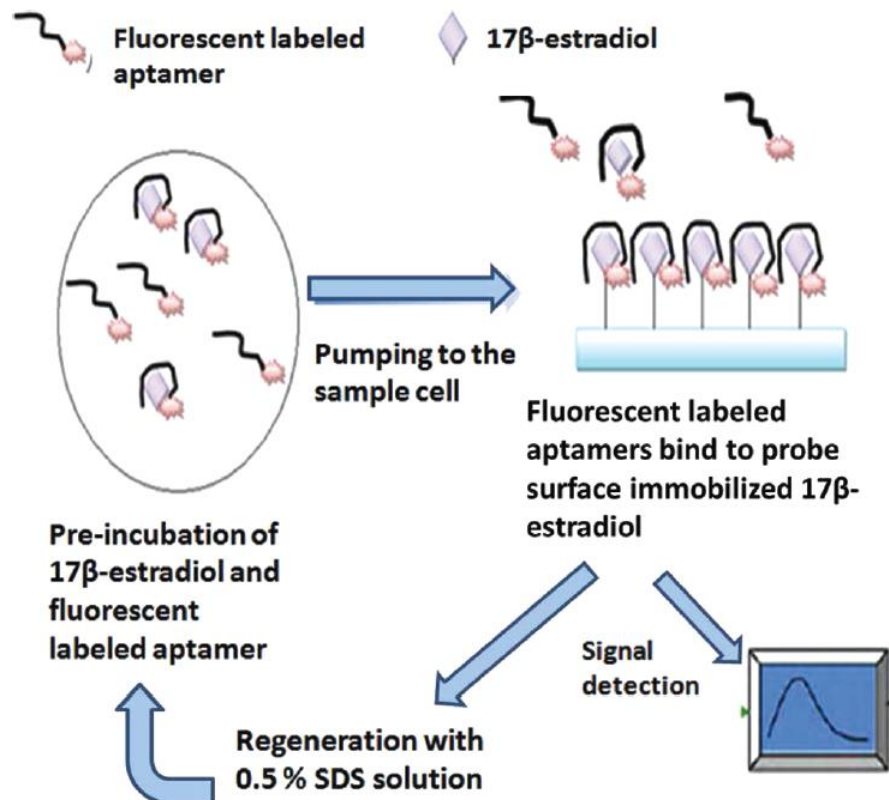 Fluorescent labeled
aptamer
17β-estradiol
Pumping to the
sample cell
Fluorescent labeled
aptamers bind to probe
surface immobilized 17β-
estradiol
Pre-incubation of
17β-estradiol and
fluorescent
labeled aptamer
Signal
detection
Regeneration with
0.5 % SDS solution